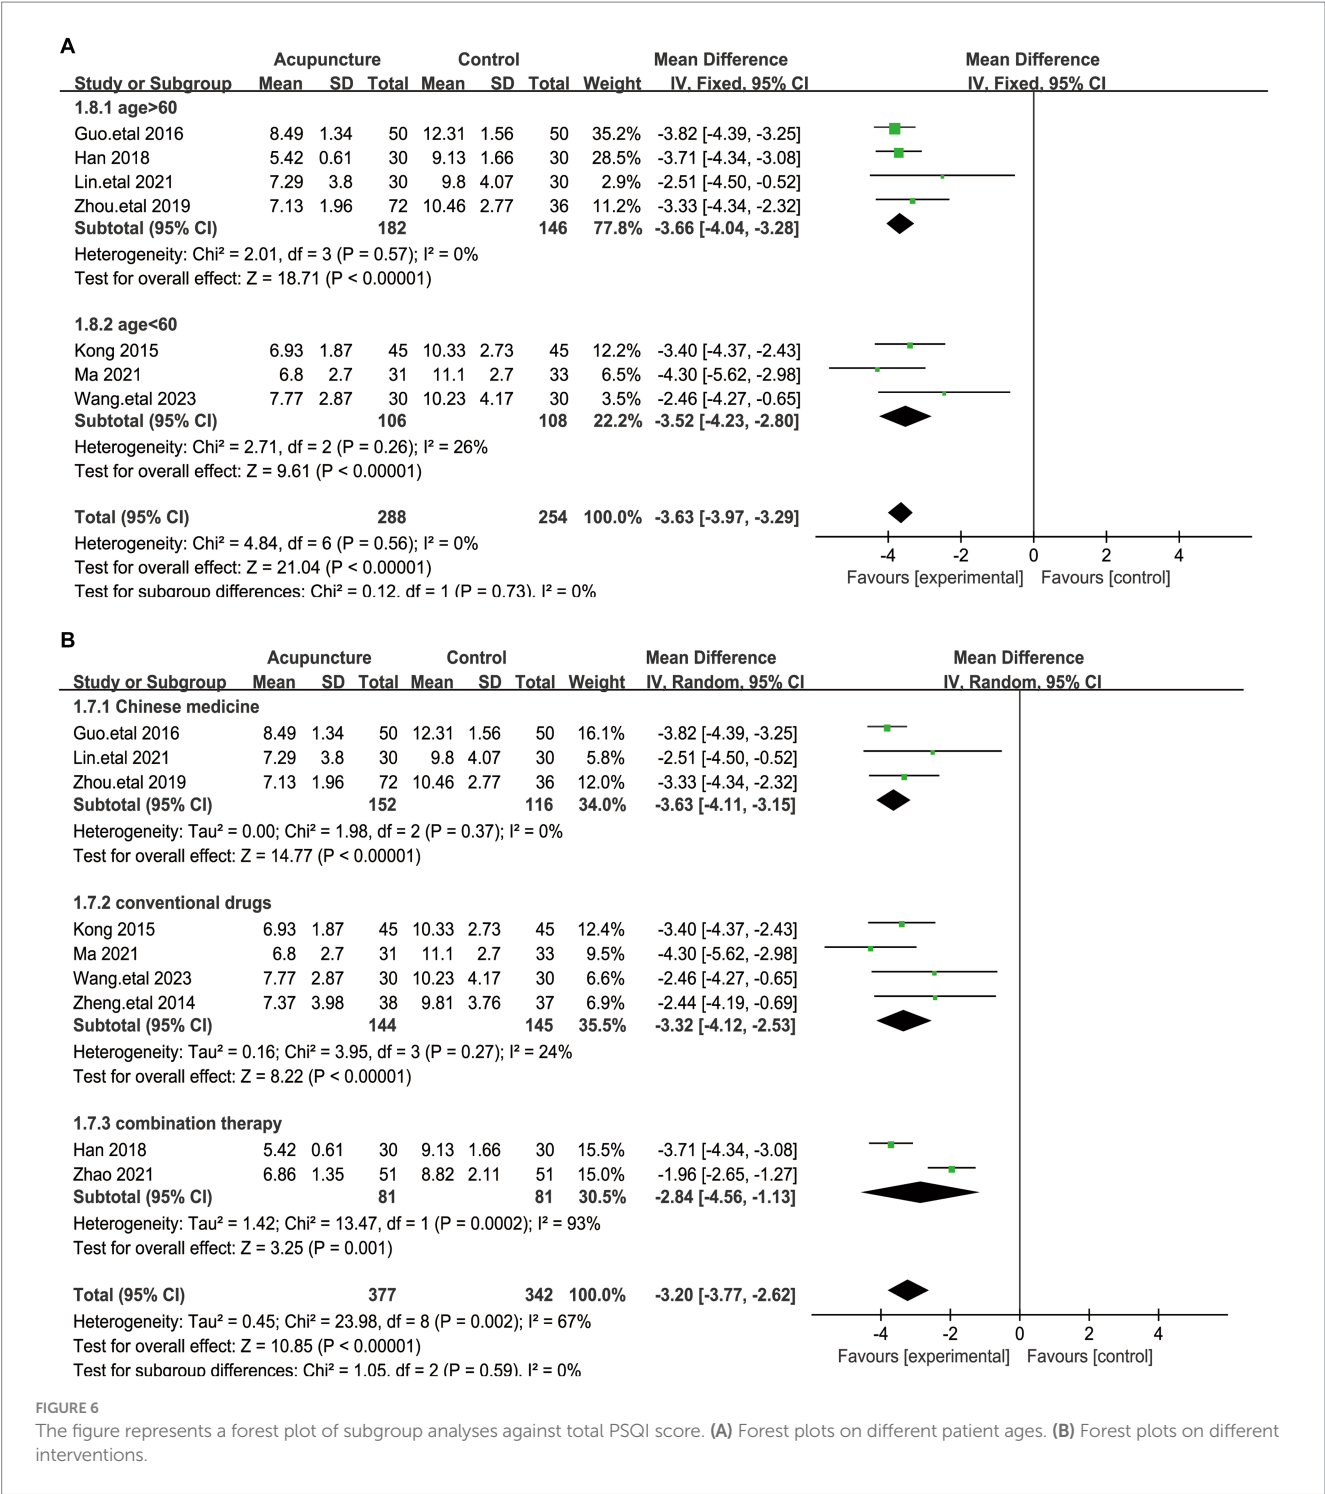 A
Acupuncture Control Mean Difference Mean Difference
Study or Subgroup Mean SD Total Mean SD Total Weight IV, Fixed, 95% CI IV, Fixed, 95% CI
1.8.1 age>60
Guo.etal 2016 8.49 1.34 50 12.31 1.56 50 35.2% -3.82 [-4.39, -3.25]
Han 2018 5.42 0.61 30 9.13 1.66 30 28.5% -3.71 [-4.34, -3.08]
Lin.etal 2021 7.29 3.8 30 9.8 4.07 30 2.9% -2.51 [-4.50, -0.52]
Zhou.etal 2019 7.13 1.96 72 10.46 2.77 36 11.2% -3.33 [-4.34, -2.32]
Subtotal (95% CI) 182 146 77.8% -3.66 [-4.04, -3.28]
Heterogeneity: Chi² = 2.01, df = 3 (P = 0.57); I² = 0%
Test for overall effect: Z = 18.71 (P < 0.00001)
1.8.2 age<60
Kong 2015 6.93 1.87 45 10.33 2.73 45 12.2% -3.40 [-4.37, -2.43]
Ma 2021 6.8 2.7 31 11.1 2.7 33 6.5% -4.30 [-5.62, -2.98]
Wang.etal 2023 7.77 2.87 30 10.23 4.17 30 3.5% -2.46 [-4.27, -0.65]
Subtotal (95% CI) 106 108 22.2% -3.52 [-4.23, -2.80]
Heterogeneity: Chi² = 2.71, df = 2 (P = 0.26); I² = 26%
Test for overall effect: Z = 9.61 (P < 0.00001)
Total (95% CI) 288 254 100.0% -3.63 [-3.97, -3.29]
Heterogeneity: Chi² = 4.84, df = 6 (P = 0.56); I² = 0%
Test for overall effect: Z = 21.04 (P < 0.00001)
Test for subgroup differences: Chi² = 0.12, df = 1 (P = 0.73), I² = 0%
-4 -2 0 2 4
Favours [experimental] Favours [control]
B
Acupuncture Control Mean Difference Mean Difference
Study or Subgroup Mean SD Total Mean SD Total Weight IV, Random, 95% CI IV, Random, 95% CI
1.7.1 Chinese medicine
Guo.etal 2016 8.49 1.34 50 12.31 1.56 50 16.1% -3.82 [-4.39, -3.25]
Lin.etal 2021 7.29 3.8 30 9.8 4.07 30 5.8% -2.51 [-4.50, -0.52]
Zhou.etal 2019 7.13 1.96 72 10.46 2.77 36 12.0% -3.33 [-4.34, -2.32]
Subtotal (95% CI) 152 116 34.0% -3.63 [-4.11, -3.15]
Heterogeneity: Tau² = 0.00; Chi² = 1.98, df = 2 (P = 0.37); I² = 0%
Test for overall effect: Z = 14.77 (P < 0.00001)
1.7.2 conventional drugs
Kong 2015 6.93 1.87 45 10.33 2.73 45 12.4% -3.40 [-4.37, -2.43]
Ma 2021 6.8 2.7 31 11.1 2.7 33 9.5% -4.30 [-5.62, -2.98]
Wang.etal 2023 7.77 2.87 30 10.23 4.17 30 6.6% -2.46 [-4.27, -0.65]
Zheng.etal 2014 7.37 3.98 38 9.81 3.76 37 6.9% -2.44 [-4.19, -0.69]
Subtotal (95% CI) 144 145 35.5% -3.32 [-4.12, -2.53]
Heterogeneity: Tau² = 0.16; Chi² = 3.95, df = 3 (P = 0.27); I² = 24%
Test for overall effect: Z = 8.22 (P < 0.00001)
1.7.3 combination therapy
Han 2018 5.42 0.61 30 9.13 1.66 30 15.5% -3.71 [-4.34, -3.08]
Zhao 2021 6.86 1.35 51 8.82 2.11 51 15.0% -1.96 [-2.65, -1.27]
Subtotal (95% CI) 81 81 30.5% -2.84 [-4.56, -1.13]
Heterogeneity: Tau² = 1.42; Chi² = 13.47, df = 1 (P = 0.0002); I² = 93%
Test for overall effect: Z = 3.25 (P = 0.001)
Total (95% CI) 377 342 100.0% -3.20 [-3.77, -2.62]
Heterogeneity: Tau² = 0.45; Chi² = 23.98, df = 8 (P = 0.002); I² = 67%
Test for overall effect: Z = 10.85 (P < 0.00001)
Test for subgroup differences: Chi² = 1.05, df = 2 (P = 0.59), I² = 0%
-4 -2 0 2 4
Favours [experimental] Favours [control]
FIGURE 6
The figure represents a forest plot of subgroup analyses against total PSQI score. (A) Forest plots on different patient ages. (B) Forest plots on different
interventions.